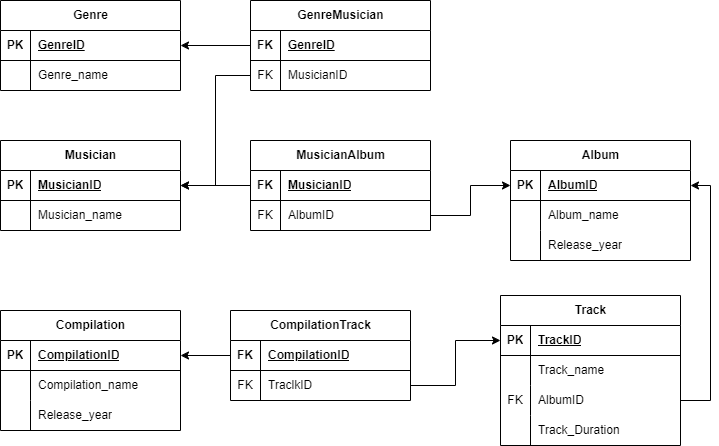 Genre
PK GenreID
Genre_name
GenreMusician
FK GenreID
FK MusicianID
Musician
PK MusicianID
Musician_name
MusicianAlbum
FK MusicianID
FK AlbumID
Album
PK AlbumID
Album_name
Release_year
Compilation
PK CompilationID
Compilation_name
Release_year
CompilationTrack
FK CompilationID
FK TraclkID
Track
PK TrackID
Track_name
FK AlbumID
Track_Duration